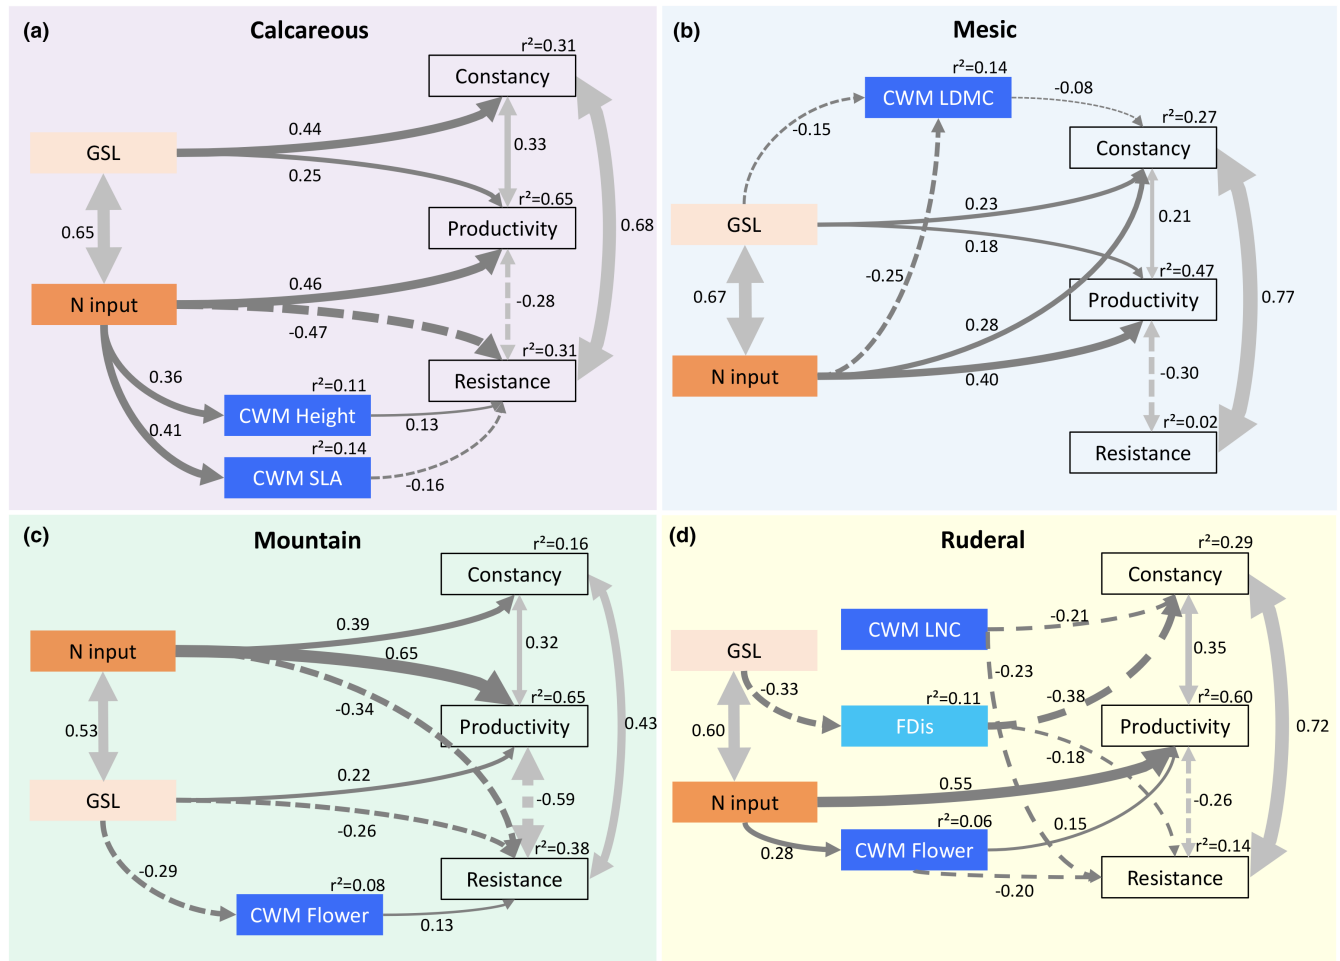 (a)
Calcareous
r²=0.31
Constancy
0.44
GSL
0.33
0.25
r²=0.65
Productivity
0.68
0.65
0.46
N input
-0.28
-0.47
r²=0.31
Resistance
0.36
r²=0.11
CWM Height
0.13
0.41
r²=0.14
CWM SLA
-0.16
(b)
Mesic
r²=0.14
CWM LDMC
-0.08
r²=0.27
-0.15
Constancy
0.23
0.21
GSL
0.18
r²=0.47
-0.25
Productivity
0.67
0.77
0.28
N input
0.40
-0.30
r²=0.02
Resistance
(c)
Mountain
r²=0.16
Constancy
0.39
N input
0.65
0.32
r²=0.65
-0.34
Productivity
0.53
0.43
0.22
GSL
-0.59
-0.26
r²=0.38
-0.29
Resistance
r²=0.08
CWM Flower
0.13
(d)
Ruderal
r²=0.29
Constancy
CWM LNC
-0.21
GSL
0.35
-0.23
-0.33
r²=0.11
-0.38
r²=0.60
FDis
Productivity
0.60
0.72
-0.18
0.55
N input
-0.26
r²=0.06
0.15
0.28
CWM Flower
r²=0.14
Resistance
-0.20